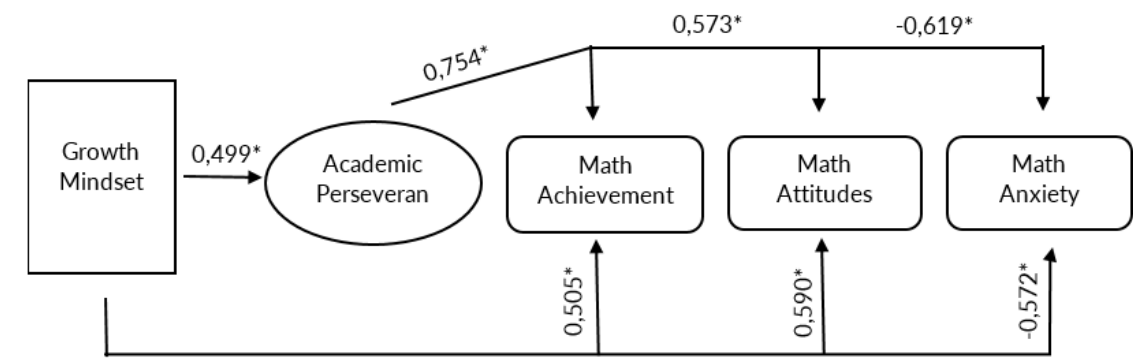 0,573*
-0,619*
0,754*
Growth
Mindset
0,499*
Academic
Perseveran
Math
Achievement
Math
Attitudes
Math
Anxiety
0,505*
0,590*
-0,572*